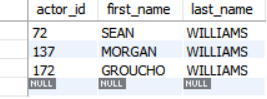 actor_id first_name last_name
72 SEAN WILLIAMS
137 MORGAN WILLIAMS
172 GROUCHO WILLIAMS
NULL NULL NULL